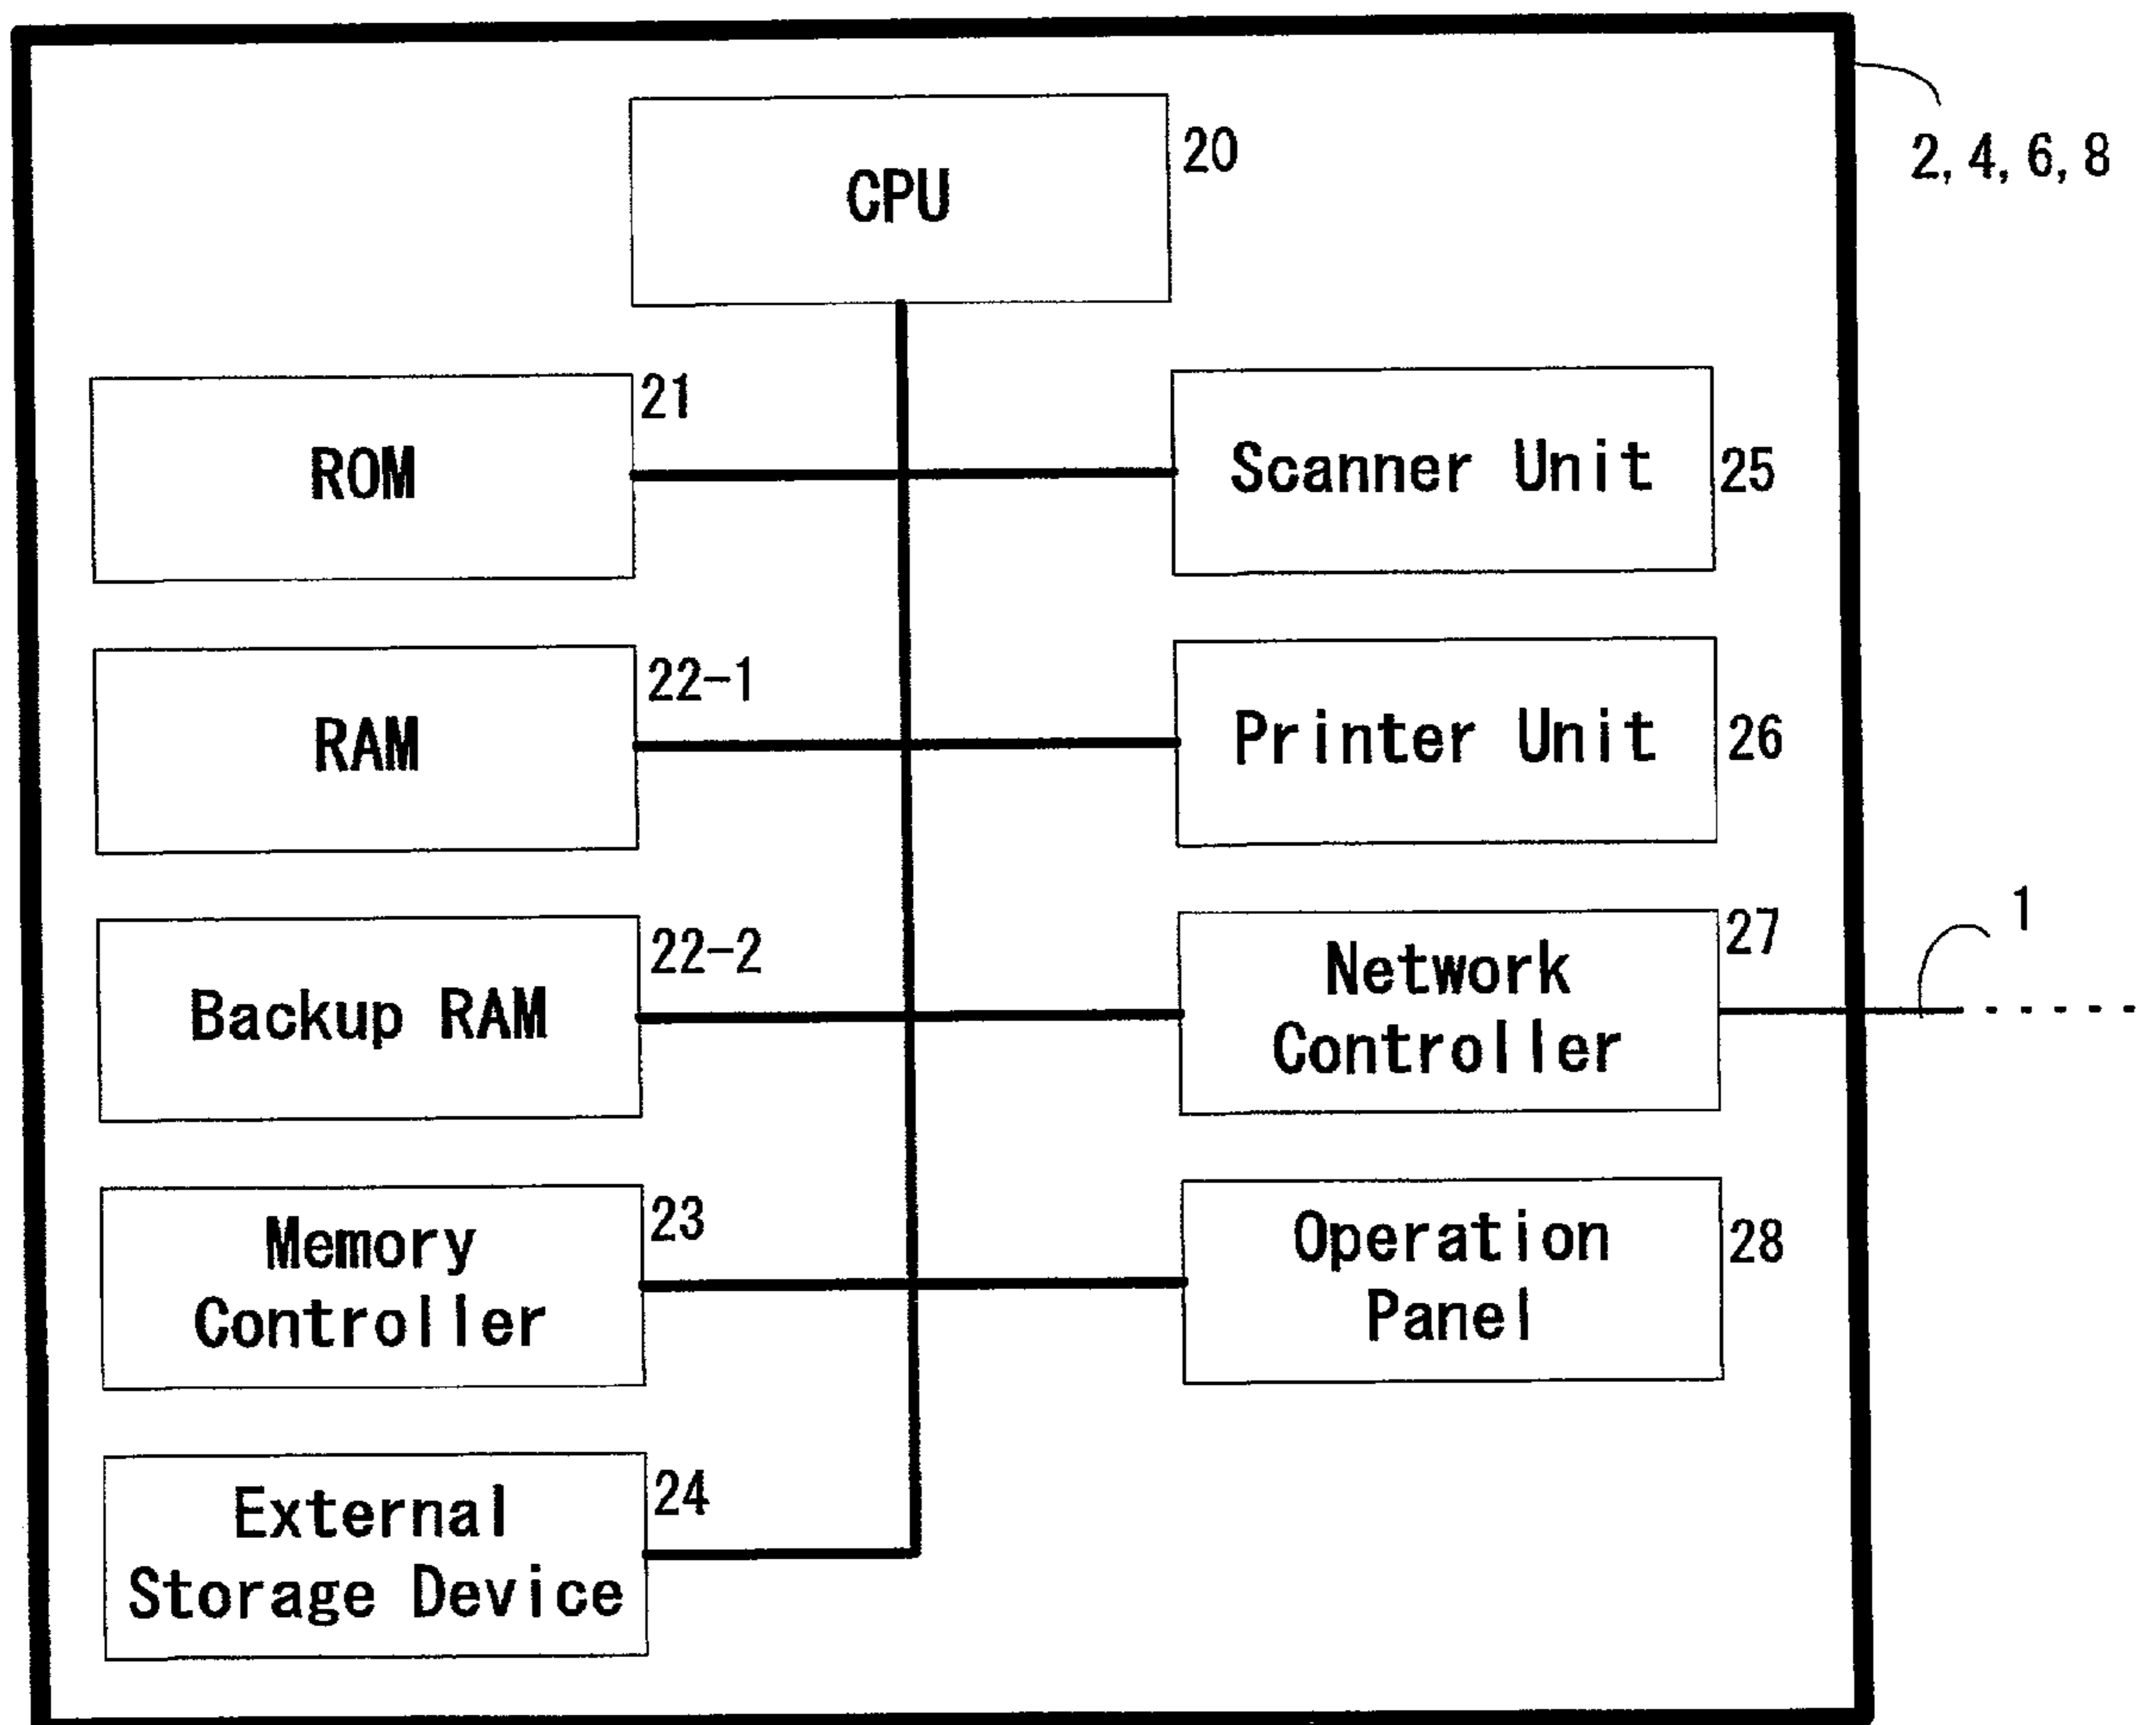 CPU
20
2, 4, 6, 8
ROM
21
Scanner Unit
25
RAM
22-1
Printer Unit
26
Backup RAM
22-2
Network
Controller
27
1
Memory
Controller
23
Operation
Panel
28
External
Storage Device
24